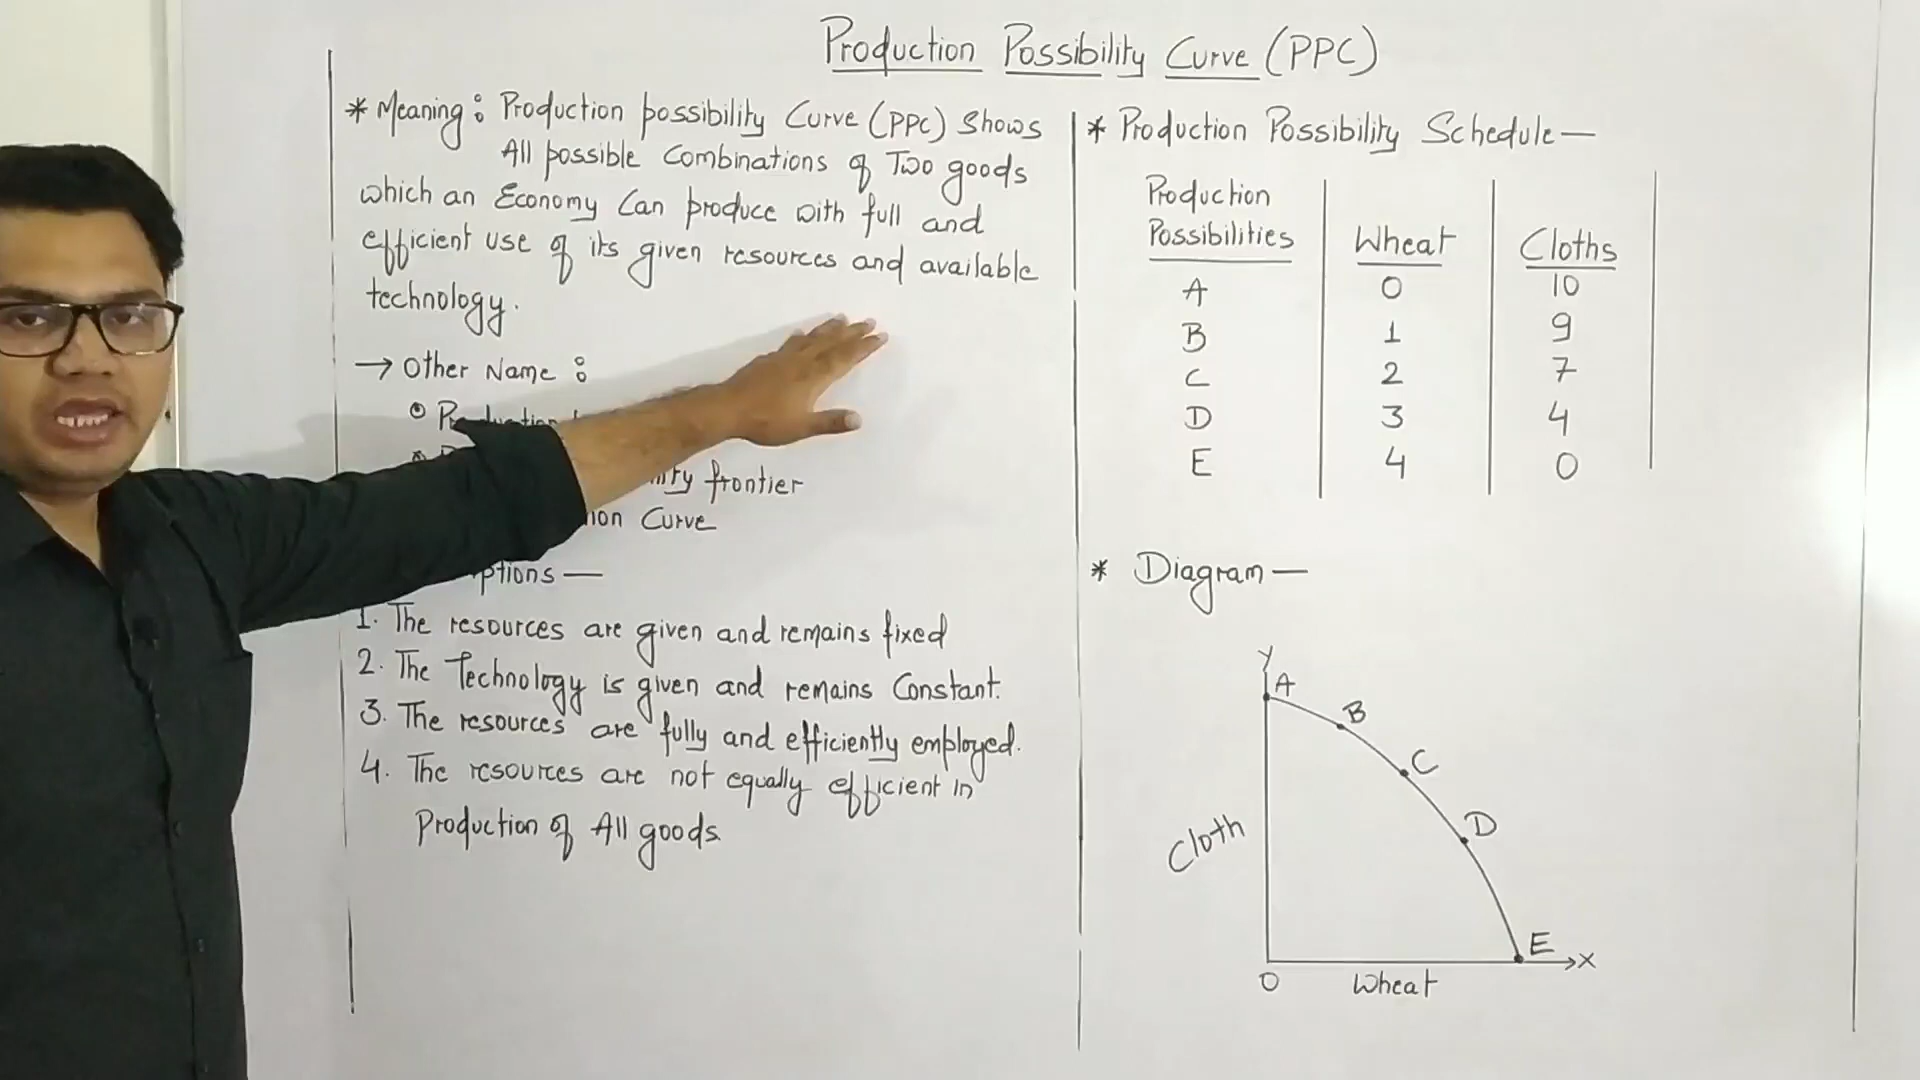 Production Possibility Curve (PPC)
* Meaning : Production possibility Curve (PPC) Shows
All possible Combinations of Two goods
which an Economy Can produce with full and
efficient use of its given resources and available
technology.
→ Other Name :
frontier
Curve
1. The resources are given and remains fixed
2. The Technology is given and remains Constant.
3. The resources are fully and efficiently employed.
4. The resources are not equally efficient in
Production of All goods.
* Production Possibility Schedule —
Production
Possibilities Wheat Cloths
A 0 10
B 1 9
C 2 7
D 3 4
E 4 0
* Diagram —
Y
A
B
C
D
Cloth
E
X
O Wheat